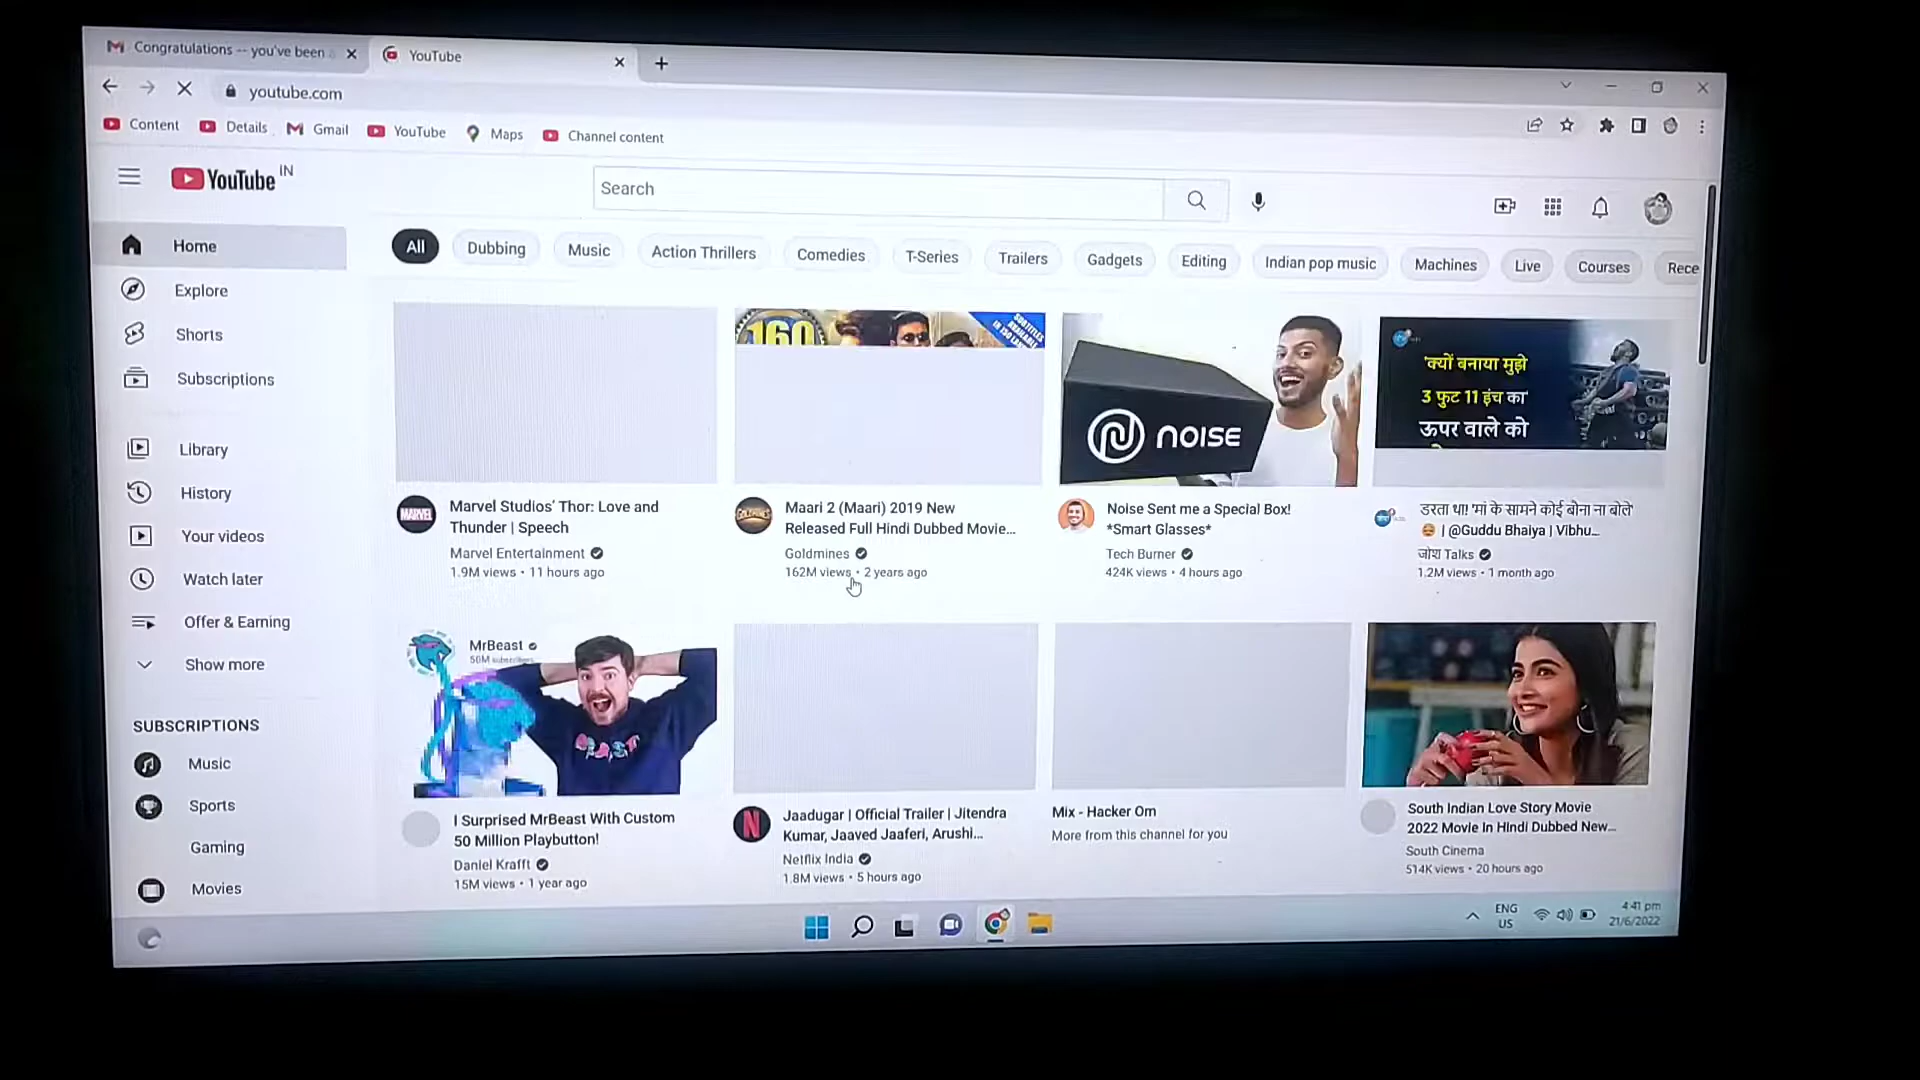 Congratulations -- you've been
YouTube
youtube.com
Content
Details
Gmail
YouTube
Maps
Channel content
YouTube IN
Search
Home
All
Dubbing
Music
Action Thrillers
Comedies
T-Series
Trailers
Gadgets
Editing
Indian pop music
Machines
Live
Courses
Rece
Explore
Shorts
Subscriptions
Library
History
Your videos
Watch later
Offer & Earning
Show more
SUBSCRIPTIONS
Music
Sports
Gaming
Movies
160
SUBTITLES
AVAILABLE
NOISE
'क्यों बनाया मुझे
3 फुट 11 इंच का'
ऊपर वाले को
MARVEL
Marvel Studios' Thor: Love and
Thunder | Speech
Marvel Entertainment
1.9M views • 11 hours ago
GOLDMINES
Maari 2 (Maari) 2019 New
Released Full Hindi Dubbed Movie...
Goldmines
162M views • 2 years ago
Noise Sent me a Special Box!
*Smart Glasses*
Tech Burner
424K views • 4 hours ago
डरता था! 'मां के सामने कोई बौना ना बोले'
| @Guddu Bhaiya | Vibhu...
जोश Talks
1.2M views • 1 month ago
MrBeast
50M subscribers
I Surprised MrBeast With Custom
50 Million Playbutton!
Daniel Krafft
15M views • 1 year ago
N
Jaadugar | Official Trailer | Jitendra
Kumar, Jaaved Jaaferi, Arushi...
Netflix India
1.8M views • 5 hours ago
Mix - Hacker Om
More from this channel for you
South Indian Love Story Movie
2022 Movie In Hindi Dubbed New...
South Cinema
514K views • 20 hours ago
ENG
US
4:41 pm
21/6/2022